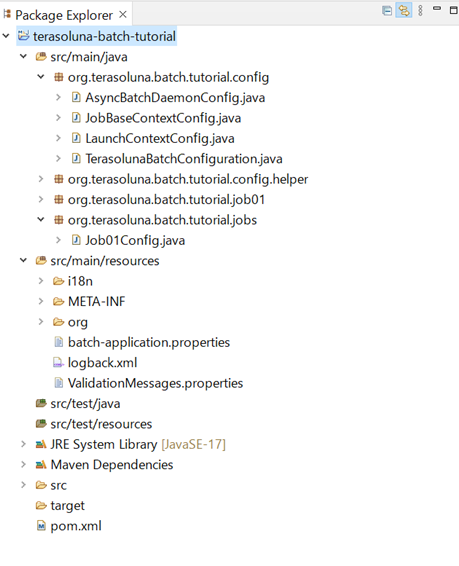 Package Explorer
terasoluna-batch-tutorial
src/main/java
org.terasoluna.batch.tutorial.config
AsyncBatchDaemonConfig.java
JobBaseContextConfig.java
LaunchContextConfig.java
TerasolunaBatchConfiguration.java
org.terasoluna.batch.tutorial.config.helper
org.terasoluna.batch.tutorial.job01
org.terasoluna.batch.tutorial.jobs
Job01Config.java
src/main/resources
i18n
META-INF
org
batch-application.properties
logback.xml
ValidationMessages.properties
src/test/java
src/test/resources
JRE System Library [JavaSE-17]
Maven Dependencies
src
target
pom.xml